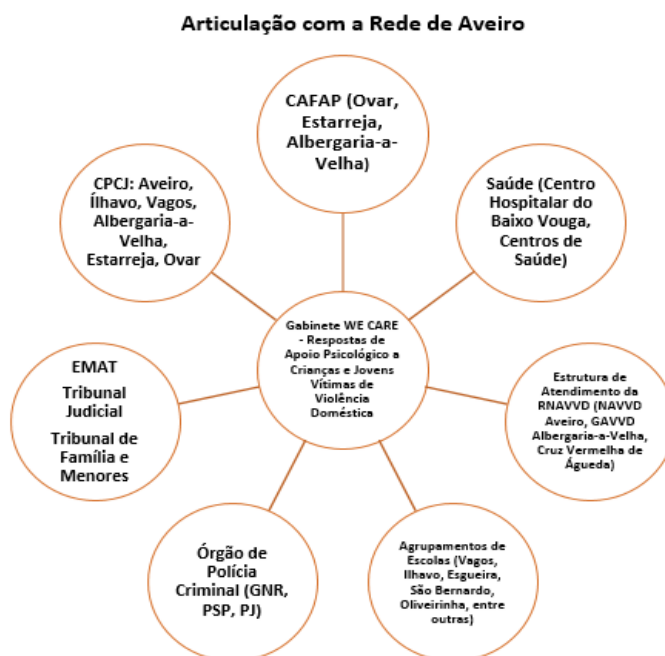 Articulação com a Rede de Aveiro
CAFAP (Ovar,
Estarreja,
Albergaria-a-
Velha)
CPCJ: Aveiro,
Ílhavo, Vagos,
Albergaria-a-
Velha,
Estarreja, Ovar
Saúde (Centro
Hospitalar do
Baixo Vouga,
Centros de
Saúde)
Gabinete WE CARE
- Respostas de
Apoio Psicológico a
Crianças e Jovens
Vítimas de
Violência
Doméstica
EMAT
Tribunal
Judicial
Tribunal de
Família e
Menores
Estrutura de
Atendimento da
RNAVVD (NAVVD
Aveiro, GAVVD
Albergaria-a-Velha,
Cruz Vermelha de
Águeda)
Órgão de
Polícia
Criminal (GNR,
PSP, PJ)
Agrupamentos de
Escolas (Vagos,
Ilhavo, Esgueira,
São Bernardo,
Oliveirinha, entre
outras)